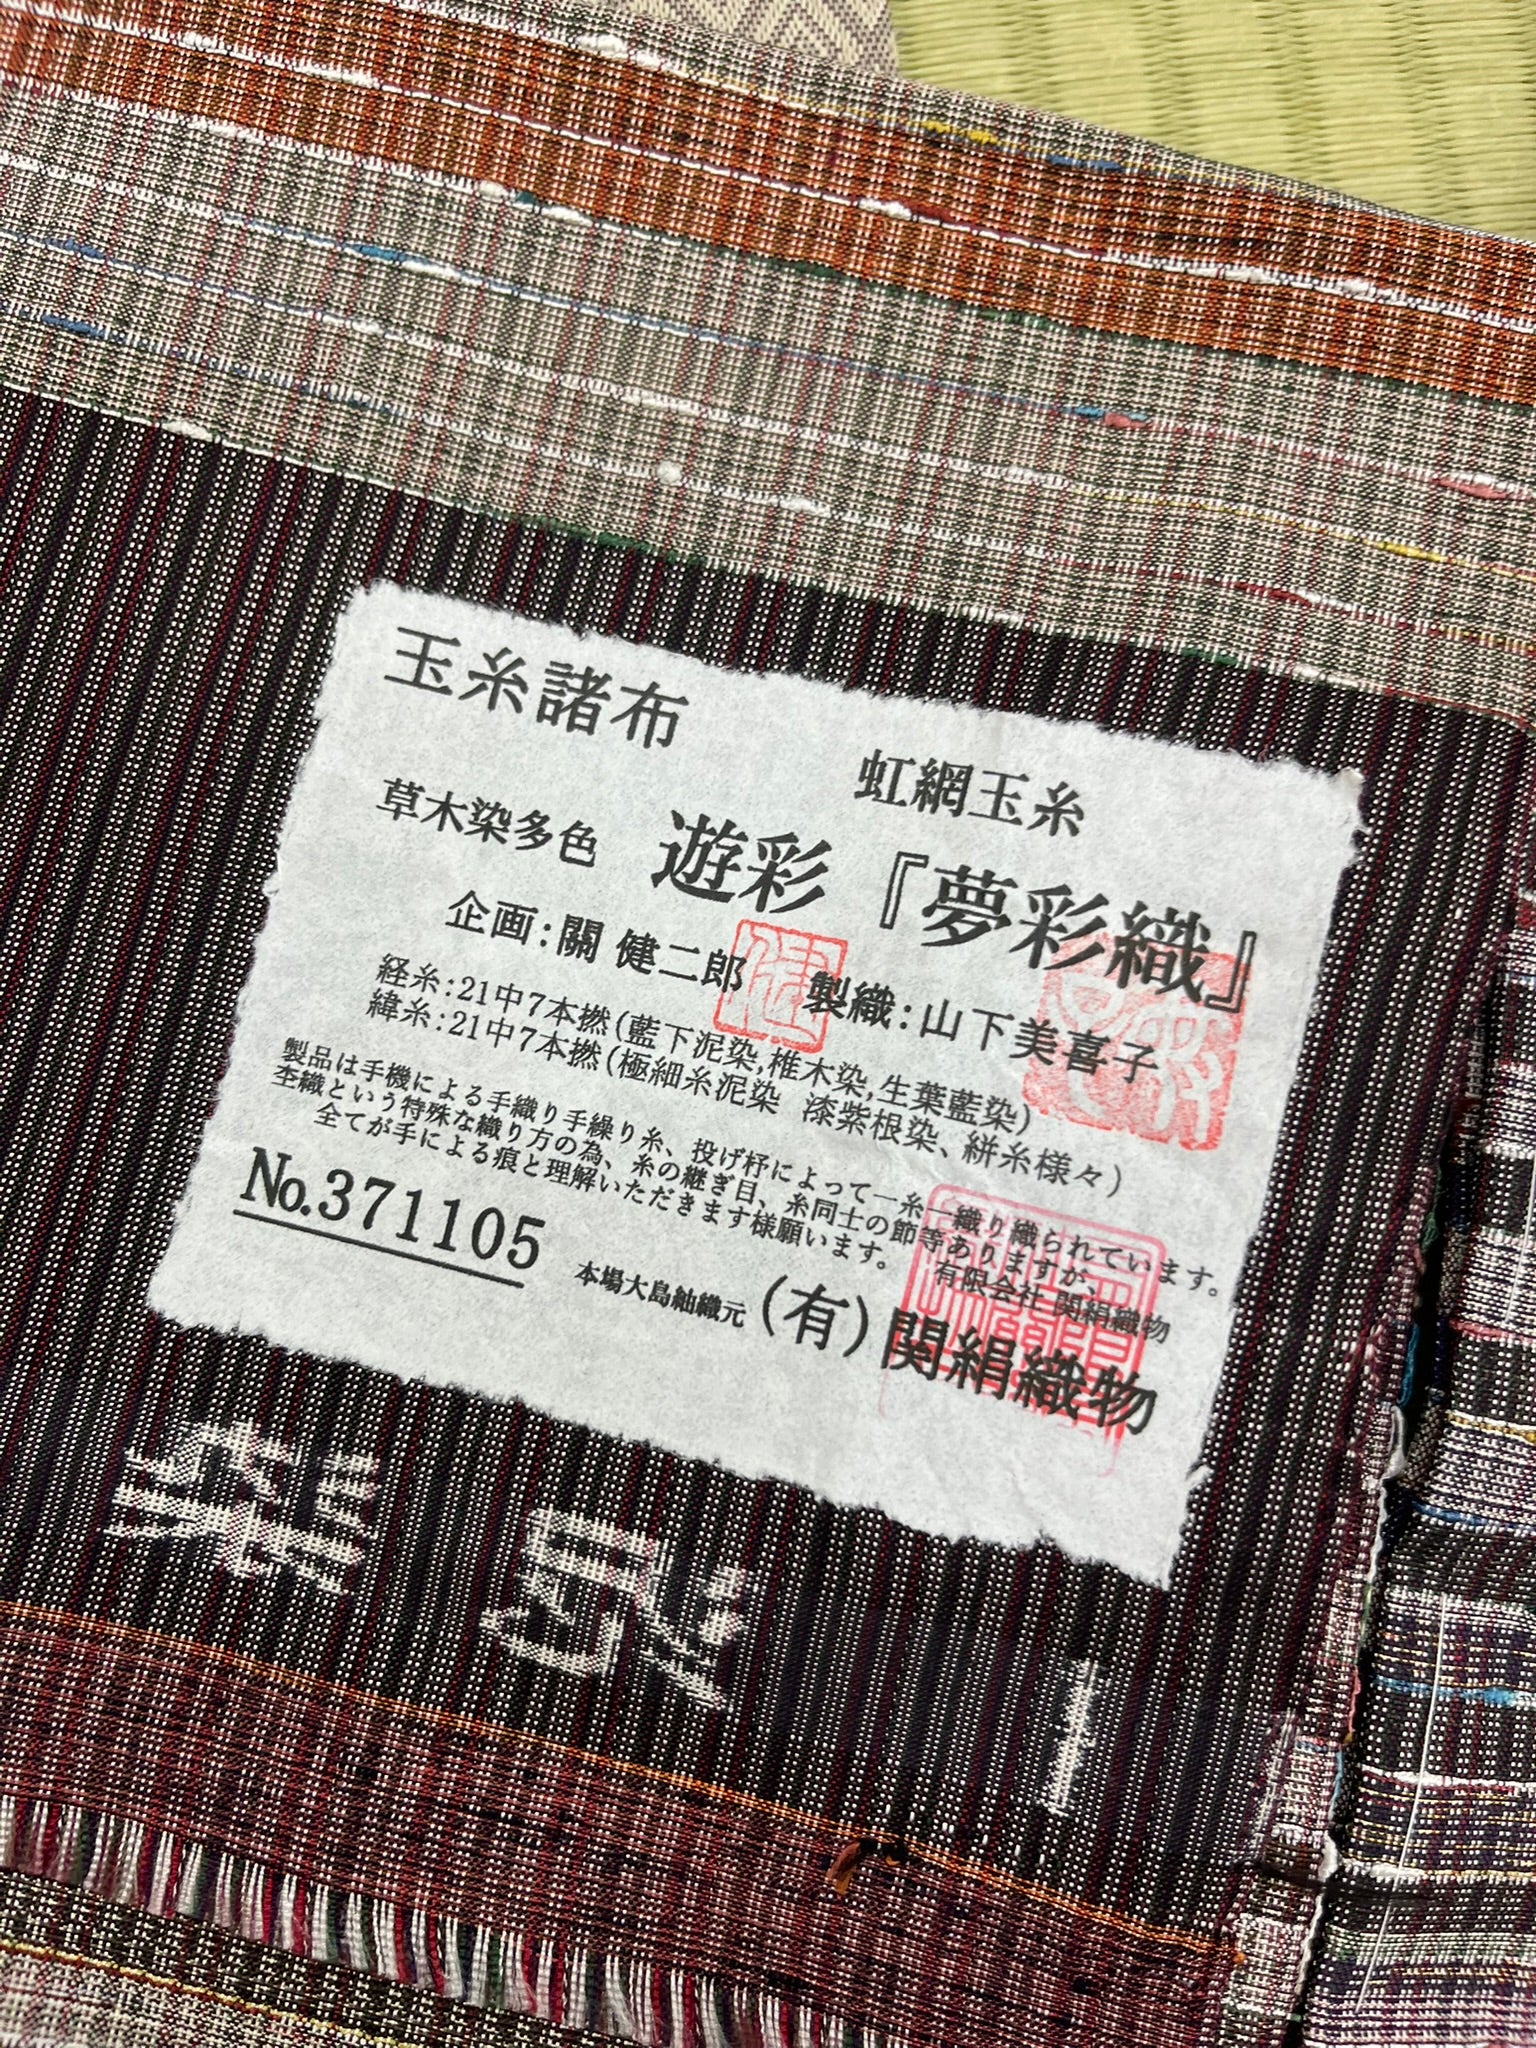 玉糸諸布
虹網玉糸
草木染多色 遊彩『夢彩織』
企画:關 健二郎 製織:山下美喜子
経糸:21中7本撚(藍下泥染,椎木染,生葉藍染)
緯糸:21中7本撚(極細糸泥染 漆紫根染、絣糸様々)
製品は手機による手織り手繰り糸、投げ杼によって一糸一織り織られています。
杢織という特殊な織り方の為、糸の継ぎ目、糸同士の節等ありますが、
全てが手による痕と理解いただきます様願います。 有限会社 関絹織物
No.371105 本場大島紬織元 (有)関絹織物